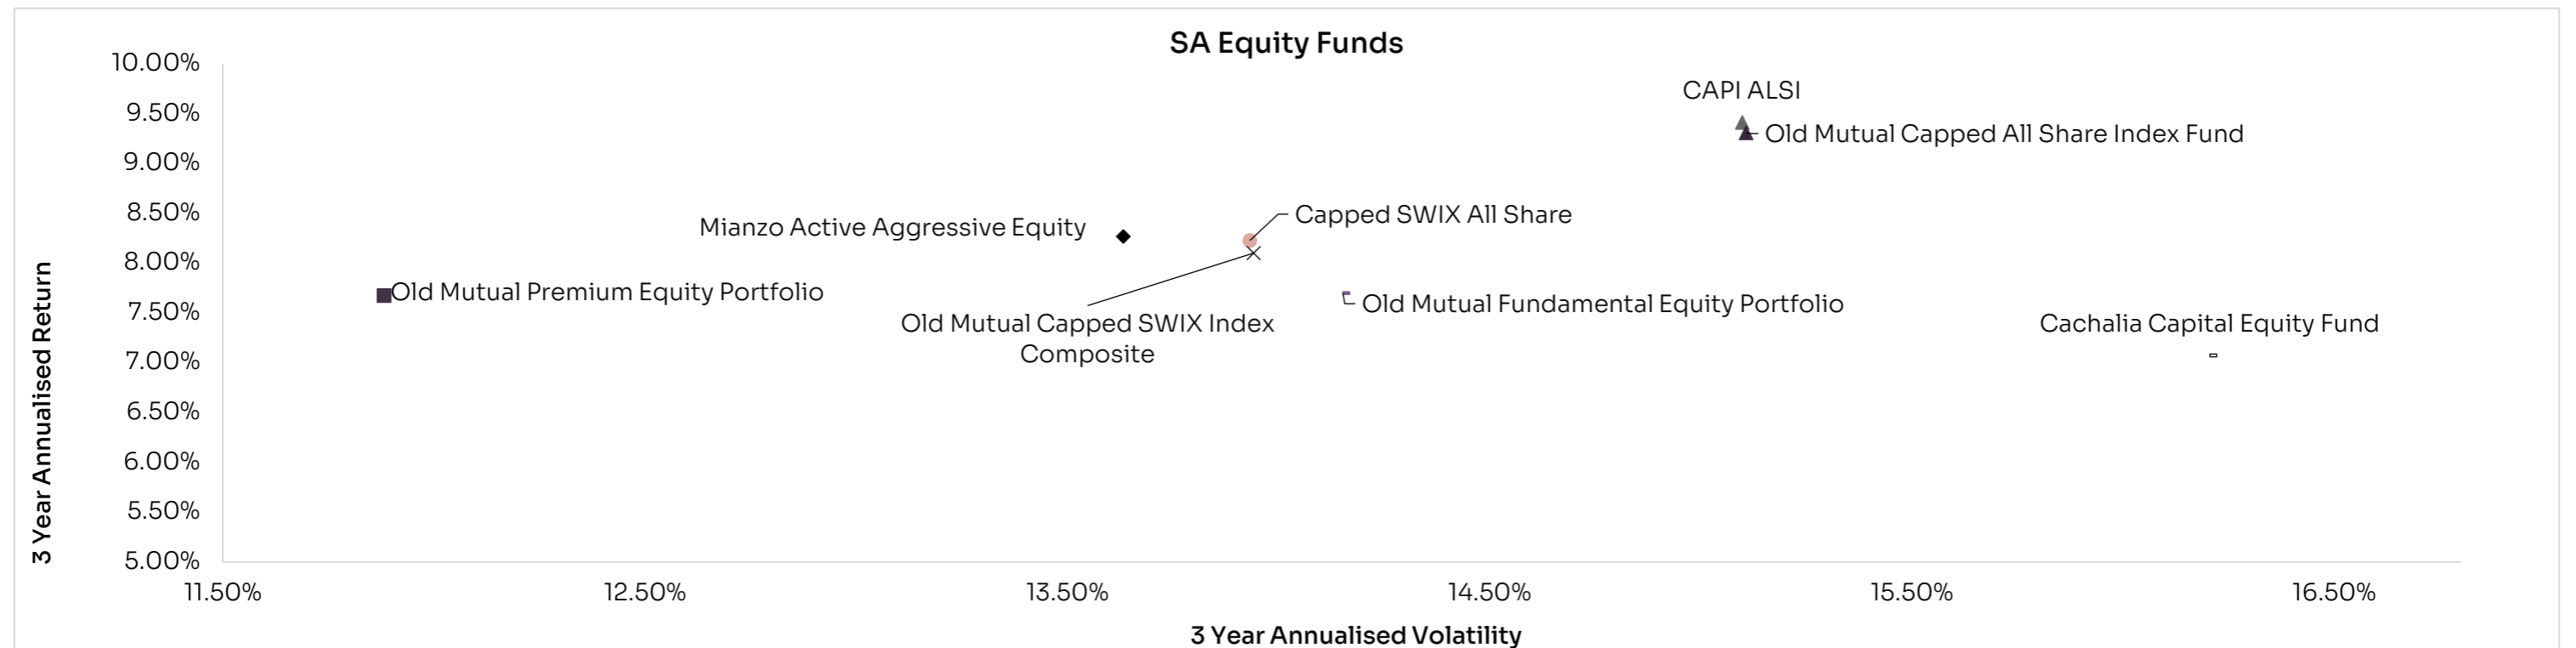 SA Equity Funds
10.00%
9.50%
9.00%
8.50%
8.00%
7.50%
7.00%
6.50%
6.00%
5.50%
5.00%
3 Year Annualised Return
CAPI ALSI
Old Mutual Capped All Share Index Fund
Capped SWIX All Share
Mianzo Active Aggressive Equity
Old Mutual Premium Equity Portfolio
Old Mutual Fundamental Equity Portfolio
Old Mutual Capped SWIX Index
Composite
Cachalia Capital Equity Fund
11.50%
12.50%
13.50%
14.50%
15.50%
16.50%
3 Year Annualised Volatility